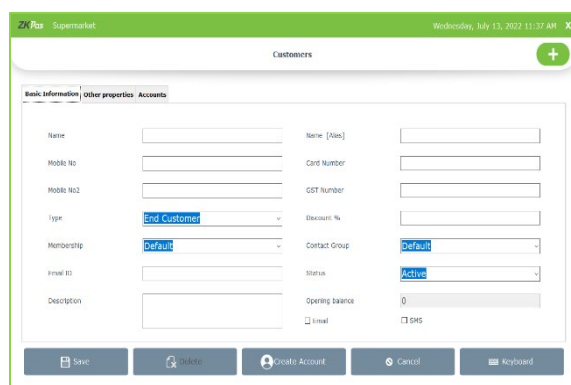 ZKPos Supermarket Wednesday, July 13, 2022 11:37 AM X
Customers +
Basic Information Other properties Accounts
Name Name [Alias]
Mobile No Card Number
Mobile No2 GST Number
Type End Customer Discount %
Membership Default Contact Group Default
Email ID Status Active
Description Opening balance 0
Email SMS
Save Delete Create Account Cancel Keyboard